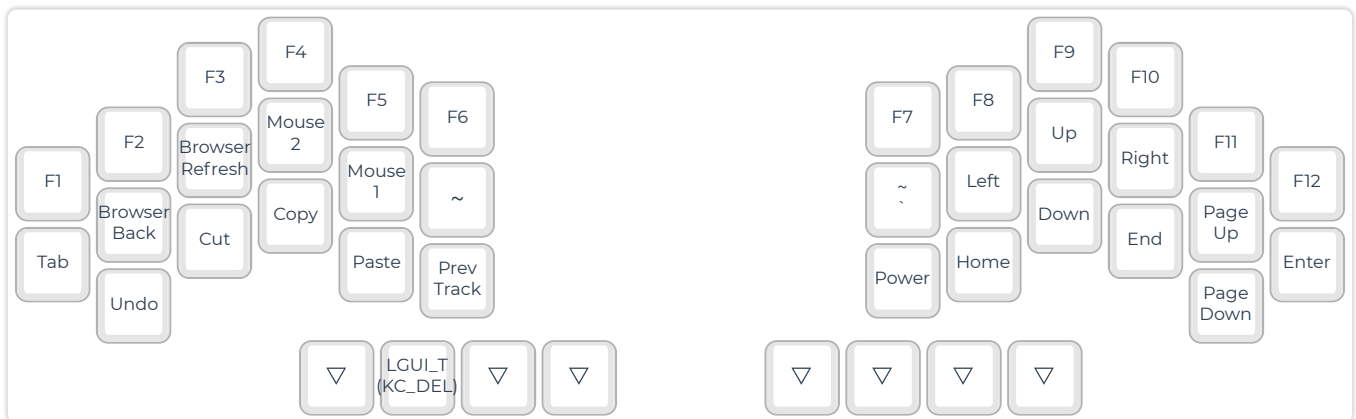 F1
F2
F3
F4
F5
F6
Tab
Browser
Back
Browser
Refresh
Mouse
2
Mouse
1
~
Undo
Cut
Copy
Paste
Prev
Track
▽
LGUI_T
(KC_DEL)
▽
▽
F7
F8
F9
F10
F11
F12
~
`
Left
Up
Right
Page
Up
Enter
Power
Home
Down
End
Page
Down
▽
▽
▽
▽